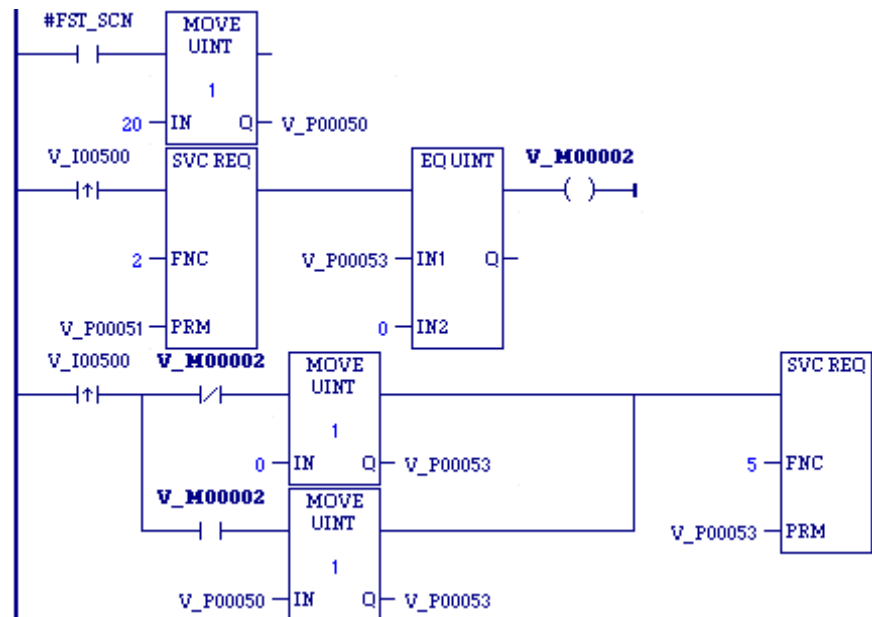 #FST_SCN
MOVE
UINT
1
20 IN Q V_P00050
V_I00500 SVC REQ EQ UINT V_M00002
2 FNC V_P00053 IN1 Q
V_P00051 PRM 0 IN2
V_I00500 V_M00002 MOVE SVC REQ
UINT
1
0 IN Q V_P00053 5 FNC
V_M00002 MOVE
UINT V_P00053 PRM
1
V_P00050 IN Q V_P00053